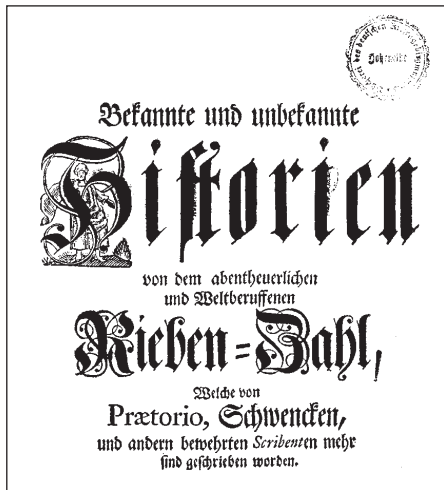 Bekannte und unbekannte
Historien
von dem abentheuerlichen
und Weltberuffenen
Rieben=Zahl,
Welche von
Prætorio, Schwencken,
und andern bewehrten Scribenten mehr
sind geschrieben worden.